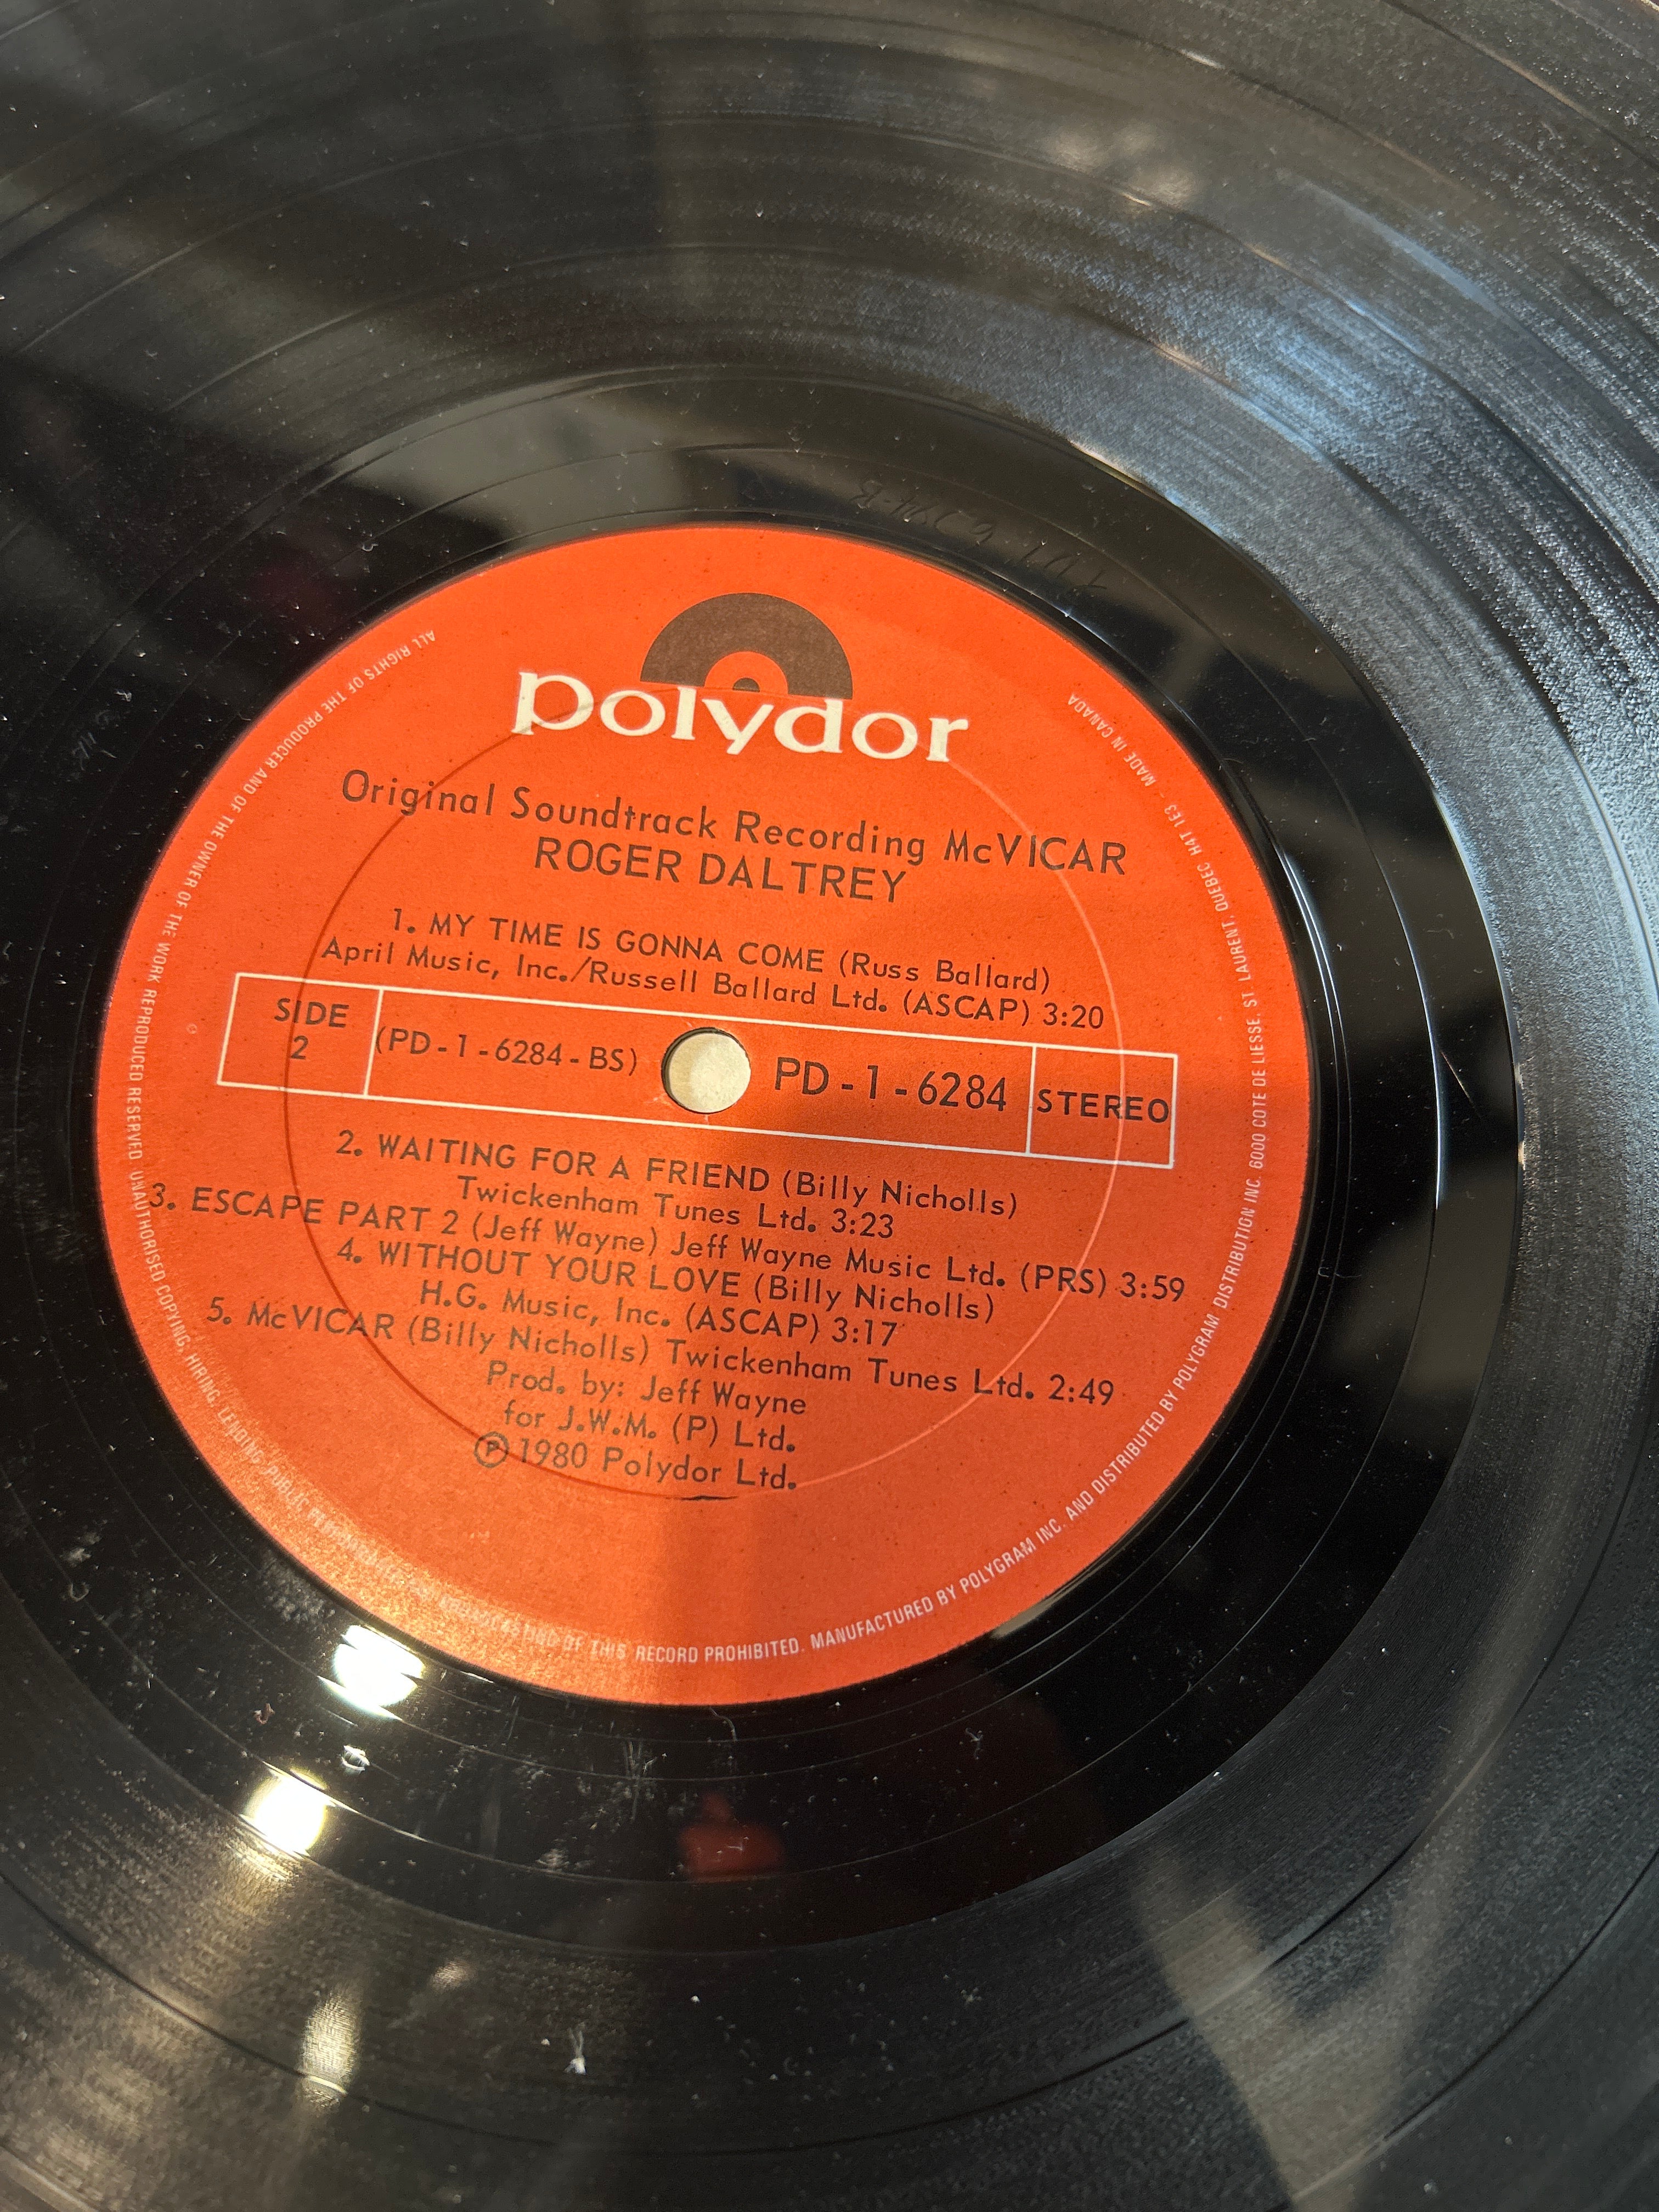 polydor
Original Soundtrack Recording McVICAR
ROGER DALTREY
1. MY TIME IS GONNA COME (Russ Ballard)
April Music, Inc./Russell Ballard Ltd. (ASCAP) 3:20
SIDE
2
(PD-1-6284-BS)
PD-1-6284
STEREO
2. WAITING FOR A FRIEND (Billy Nicholls)
Twickenham Tunes Ltd. 3:23
3. ESCAPE PART 2 (Jeff Wayne) Jeff Wayne Music Ltd. (PRS) 3:59
4. WITHOUT YOUR LOVE (Billy Nicholls)
H.G. Music, Inc. (ASCAP) 3:17
5. McVICAR (Billy Nicholls) Twickenham Tunes Ltd. 2:49
Prod. by: Jeff Wayne
for J.W.M. (P) Ltd.
℗ 1980 Polydor Ltd.
ALL RIGHTS OF THE PRODUCER AND OF THE OWNER OF THE WORK REPRODUCED RESERVED. UNAUTHORISED COPYING, HIRING, LENDING, PUBLIC OF THIS RECORD PROHIBITED. MANUFACTURED BY POLYGRAM INC. AND DISTRIBUTED BY POLYGRAM DISTRIBUTION INC. 6000 COTE DE LIESSE, ST. LAURENT, QUEBEC H4T 1E3 - MADE IN CANADA